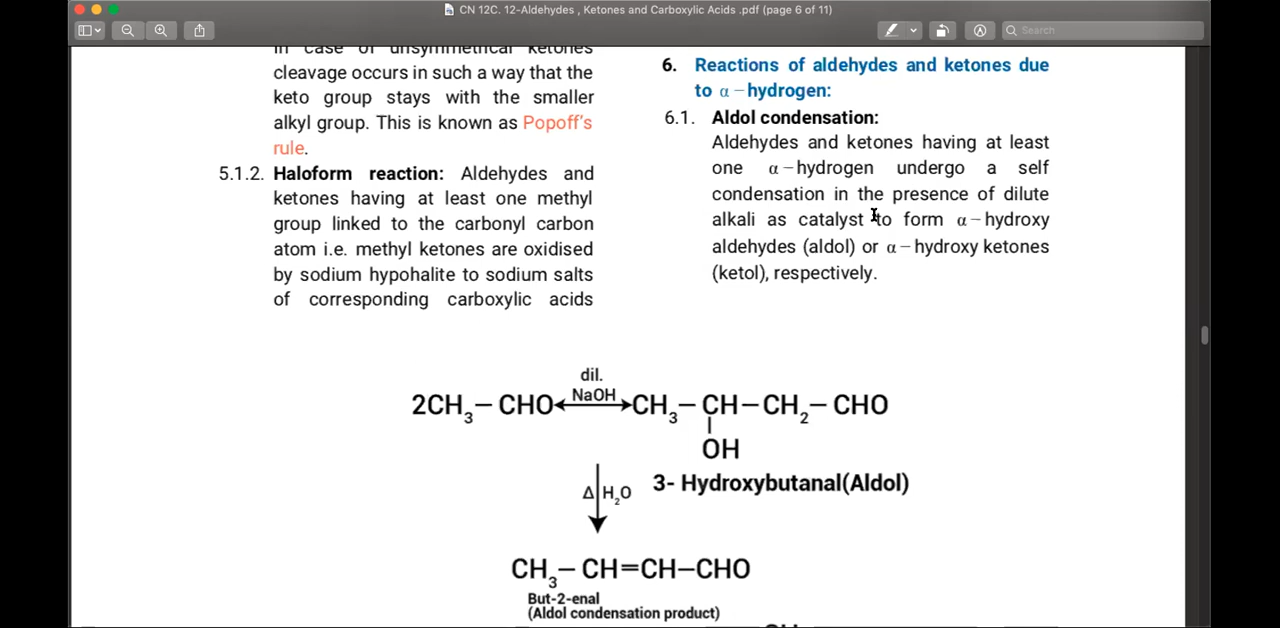 CN 12C. 12-Aldehydes , Ketones and Carboxylic Acids .pdf (page 6 of 11)
Search
In case of unsymmetrical ketones
cleavage occurs in such a way that the
keto group stays with the smaller
alkyl group. This is known as Popoff's
rule.
5.1.2. Haloform reaction: Aldehydes and
ketones having at least one methyl
group linked to the carbonyl carbon
atom i.e. methyl ketones are oxidised
by sodium hypohalite to sodium salts
of corresponding carboxylic acids
6. Reactions of aldehydes and ketones due
to α – hydrogen:
6.1. Aldol condensation:
Aldehydes and ketones having at least
one α – hydrogen undergo a self
condensation in the presence of dilute
alkali as catalyst to form α – hydroxy
aldehydes (aldol) or α – hydroxy ketones
(ketol), respectively.
dil.
NaOH
2CH₃ – CHO ⟷ CH₃ – CH – CH₂ – CHO
OH
Δ H₂O 3- Hydroxybutanal(Aldol)
CH₃ – CH=CH–CHO
But-2-enal
(Aldol condensation product)